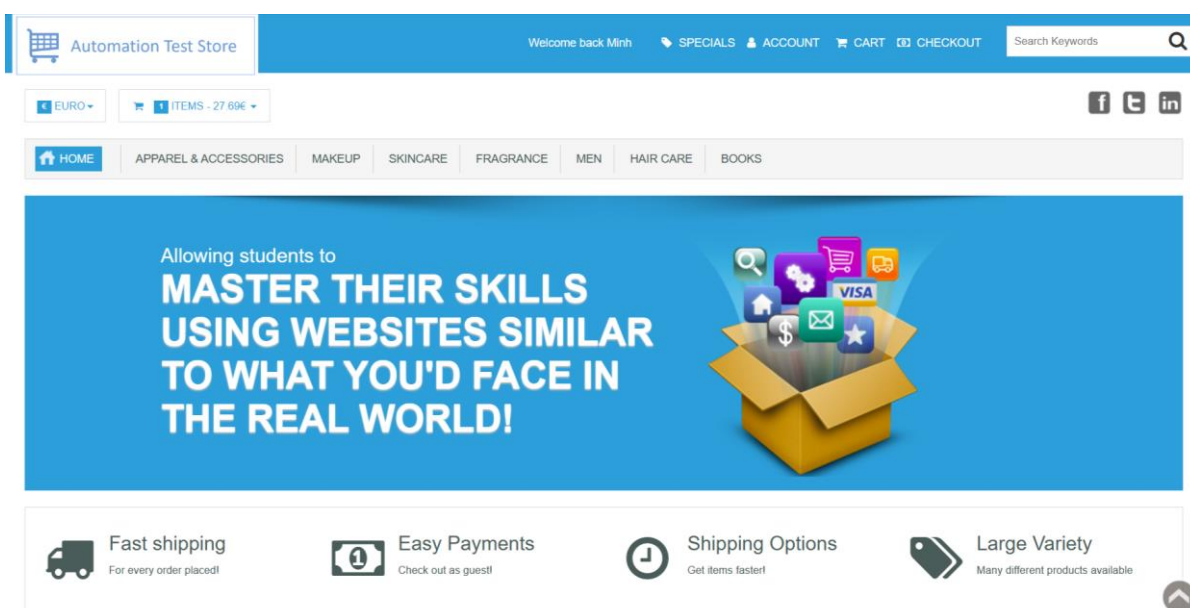 Automation Test Store
Welcome back Minh SPECIALS ACCOUNT CART CHECKOUT Search Keywords
€ EURO 1 ITEMS - 27.69€
f t in
HOME APPAREL & ACCESSORIES MAKEUP SKINCARE FRAGRANCE MEN HAIR CARE BOOKS
Allowing students to
MASTER THEIR SKILLS
USING WEBSITES SIMILAR
TO WHAT YOU'D FACE IN
THE REAL WORLD!
VISA
$
Fast shipping
For every order placed!
1
Easy Payments
Check out as guest!
Shipping Options
Get items faster!
Large Variety
Many different products available